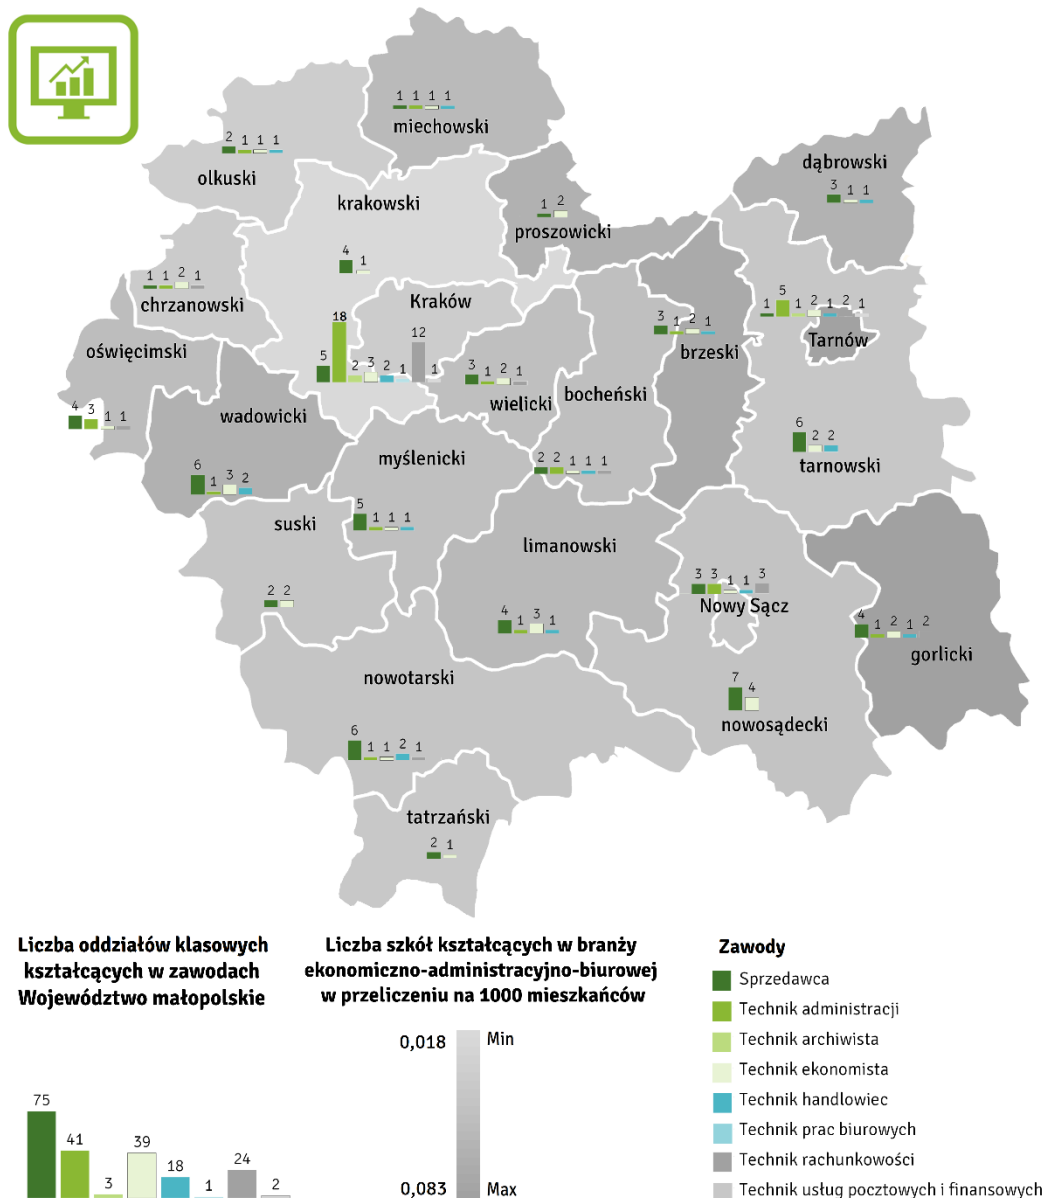 1 1 1 1
miechowski
2 1 1 1
olkuski
dąbrowski
3 1 1
krakowski
1 2
proszowicki
4 1
1 1 2 1
chrzanowski
Kraków
18
5 2 3 2 1 12 1
3 1 2 1
brzeski
1 5 1 2 1 2 1
Tarnów
oświęcimski
4 3 1 1
wadowicki
6 1 3 2
3 1 2 1
wielicki
bocheński
2 2 1 1 1
6 2 2
tarnowski
myślenicki
5 1 1 1
suski
2 2
limanowski
4 1 3 1
3 3 1 1 3
Nowy Sącz
4 1 2 1 2
gorlicki
nowotarski
6 1 1 2 1
7 4
nowosądecki
tatrzański
2 1
Liczba oddziałów klasowych
kształcących w zawodach
Województwo małopolskie
75 41 3 39 18 1 24 2
Liczba szkół kształcących w branży
ekonomiczno-administracyjno-biurowej
w przeliczeniu na 1000 mieszkańców
0,018 Min
0,083 Max
Zawody
Sprzedawca
Technik administracji
Technik archiwista
Technik ekonomista
Technik handlowiec
Technik prac biurowych
Technik rachunkowości
Technik usług pocztowych i finansowych